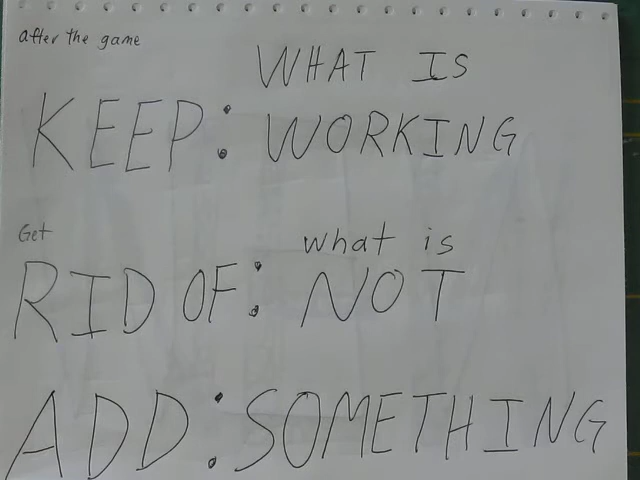 after the game
WHAT IS
KEEP: WORKING
Get
what is
RID OF: NOT
ADD: SOMETHING